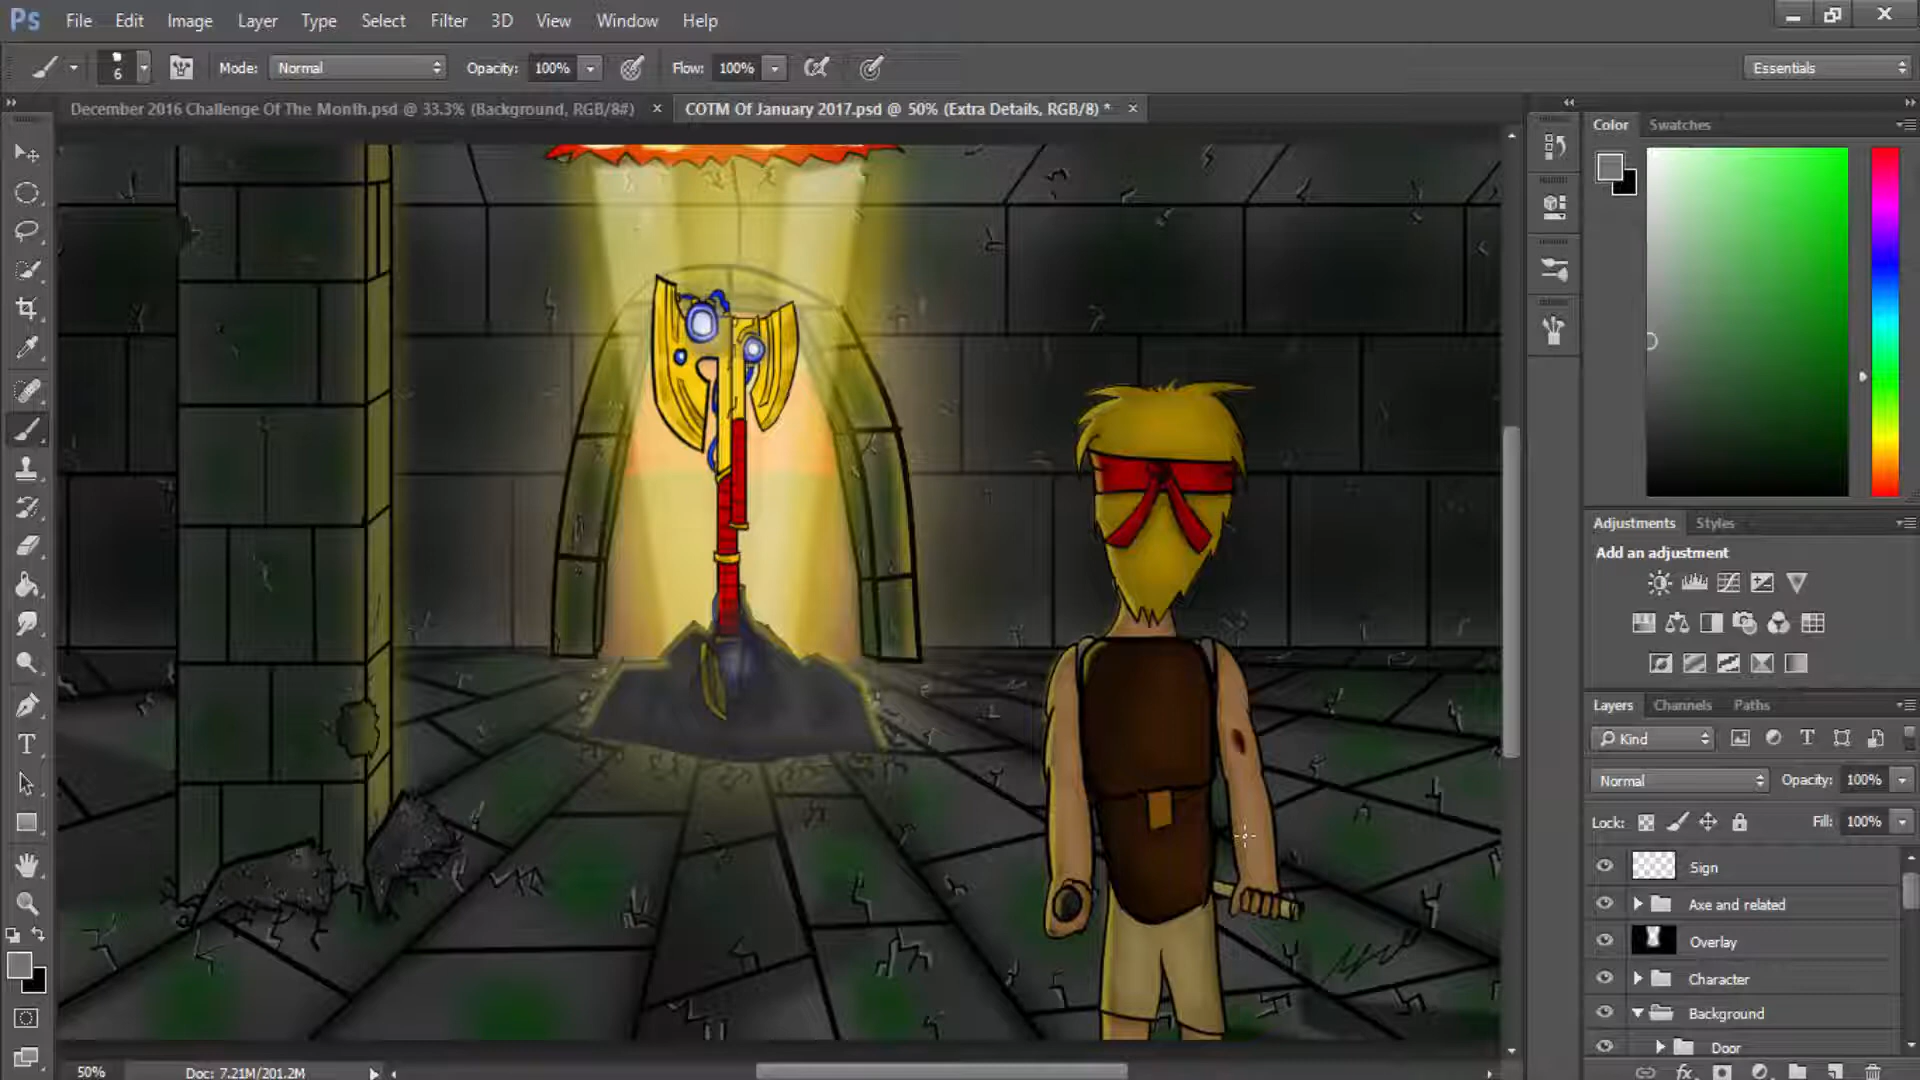 Ps File Edit Image Layer Type Select Filter 3D View Window Help
6 Mode: Normal Opacity: 100% Flow: 100% Essentials
December 2016 Challenge Of The Month.psd @ 33.3% (Background, RGB/8#) × COTM Of January 2017.psd @ 50% (Extra Details, RGB/8) * ×
Color Swatches
Adjustments Styles
Add an adjustment
Layers Channels Paths
Kind
Normal Opacity: 100%
Lock: Fill: 100%
Sign
Axe and related
Overlay
Character
Background
Door
fx
50% Doc: 7.21M/201.2M